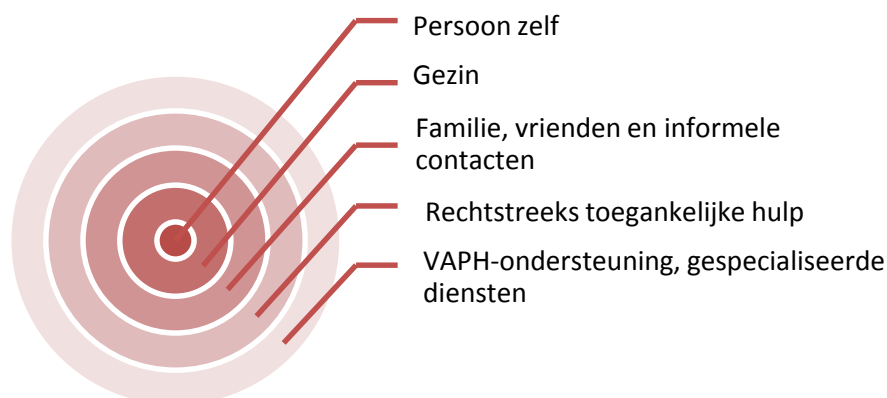 Persoon zelf
Gezin
Familie, vrienden en informele
contacten
Rechtstreeks toegankelijke hulp
VAPH-ondersteuning, gespecialiseerde
diensten